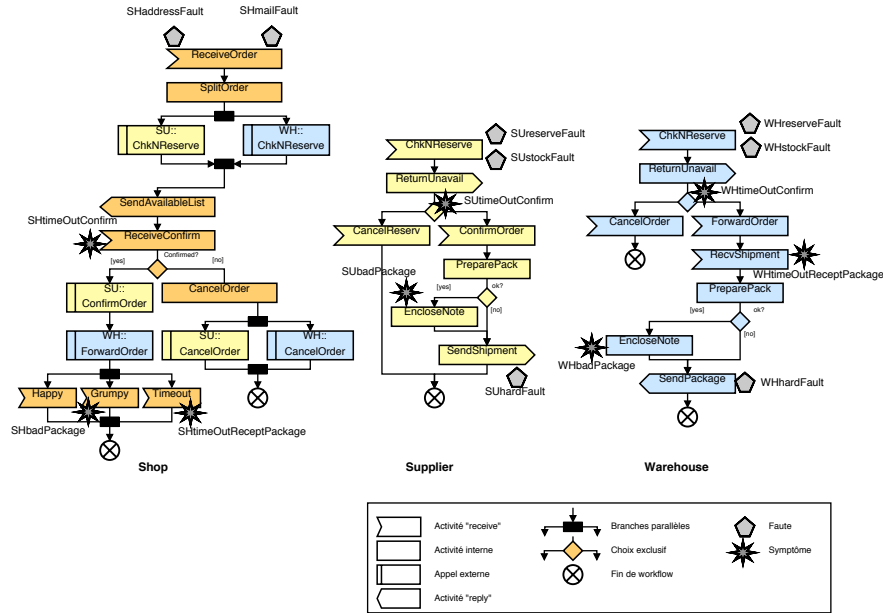 SHaddressFault
SHmailFault
ReceiveOrder
SplitOrder
SU::
ChkNReserve
WH::
ChkNReserve
SendAvailableList
SHtimeOutConfirm
ReceiveConfirm
Confirmed?
[yes]
[no]
SU::
ConfirmOrder
CancelOrder
WH::
ForwardOrder
SU::
CancelOrder
WH::
CancelOrder
Happy
Grumpy
Timeout
SHbadPackage
SHtimeOutReceptPackage
Shop
ChkNReserve
SUreserveFault
SUstockFault
ReturnUnavail
SUtimeOutConfirm
CancelReserv
ConfirmOrder
PreparePack
SUbadPackage
[yes]
ok?
[no]
EncloseNote
SendShipment
SUhardFault
Supplier
WHreserveFault
ChkNReserve
WHstockFault
ReturnUnavail
WHtimeOutConfirm
CancelOrder
ForwardOrder
RecvShipment
WHtimeOutReceptPackage
PreparePack
[yes]
ok?
[no]
EncloseNote
WHbadPackage
SendPackage
WHhardFault
Warehouse
Activité "receive"
Branches parallèles
Faute
Activité interne
Choix exclusif
Symptôme
Appel externe
Fin de workflow
Activité "reply"